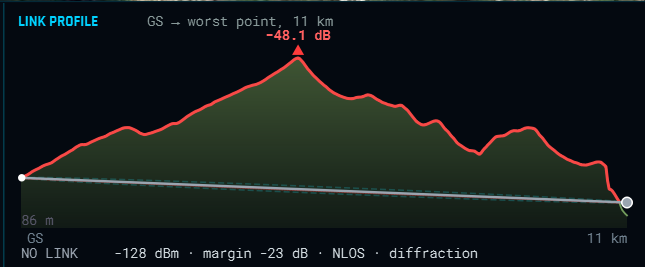 LINK PROFILE GS → worst point, 11 km
-48.1 dB
86 m
GS 11 km
NO LINK -128 dBm · margin -23 dB · NLOS · diffraction